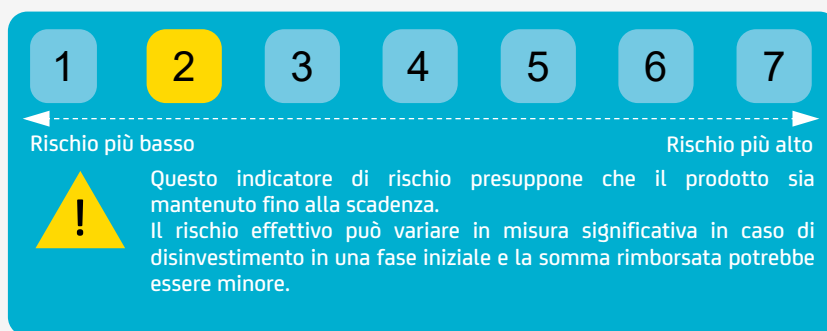 1 2 3 4 5 6 7
Rischio più basso Rischio più alto
!
Questo indicatore di rischio presuppone che il prodotto sia
mantenuto fino alla scadenza.
Il rischio effettivo può variare in misura significativa in caso di
disinvestimento in una fase iniziale e la somma rimborsata potrebbe
essere minore.